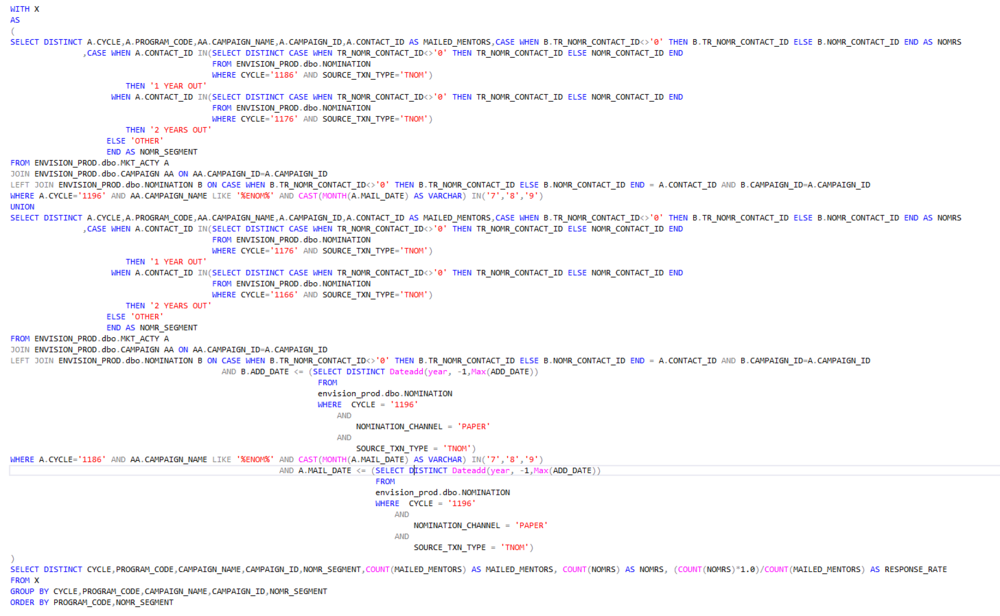 WITH X
AS
(
SELECT DISTINCT A.CYCLE,A.PROGRAM_CODE,AA.CAMPAIGN_NAME,A.CAMPAIGN_ID,A.CONTACT_ID AS MAILED_MENTORS,CASE WHEN B.TR_NOMR_CONTACT_ID<>'0' THEN B.TR_NOMR_CONTACT_ID ELSE B.NOMR_CONTACT_ID END AS NOMRS
,CASE WHEN A.CONTACT_ID IN(SELECT DISTINCT CASE WHEN TR_NOMR_CONTACT_ID<>'0' THEN TR_NOMR_CONTACT_ID ELSE NOMR_CONTACT_ID END
FROM ENVISION_PROD.dbo.NOMINATION
WHERE CYCLE='1186' AND SOURCE_TXN_TYPE='TNOM')
THEN '1 YEAR OUT'
WHEN A.CONTACT_ID IN(SELECT DISTINCT CASE WHEN TR_NOMR_CONTACT_ID<>'0' THEN TR_NOMR_CONTACT_ID ELSE NOMR_CONTACT_ID END
FROM ENVISION_PROD.dbo.NOMINATION
WHERE CYCLE='1176' AND SOURCE_TXN_TYPE='TNOM')
THEN '2 YEARS OUT'
ELSE 'OTHER'
END AS NOMR_SEGMENT
FROM ENVISION_PROD.dbo.MKT_ACTY A
JOIN ENVISION_PROD.dbo.CAMPAIGN AA ON AA.CAMPAIGN_ID=A.CAMPAIGN_ID
LEFT JOIN ENVISION_PROD.dbo.NOMINATION B ON CASE WHEN B.TR_NOMR_CONTACT_ID<>'0' THEN B.TR_NOMR_CONTACT_ID ELSE B.NOMR_CONTACT_ID END = A.CONTACT_ID AND B.CAMPAIGN_ID=A.CAMPAIGN_ID
WHERE A.CYCLE='1196' AND AA.CAMPAIGN_NAME LIKE '%ENOM%' AND CAST(MONTH(A.MAIL_DATE) AS VARCHAR) IN('7','8','9')
UNION
SELECT DISTINCT A.CYCLE,A.PROGRAM_CODE,AA.CAMPAIGN_NAME,A.CAMPAIGN_ID,A.CONTACT_ID AS MAILED_MENTORS,CASE WHEN B.TR_NOMR_CONTACT_ID<>'0' THEN B.TR_NOMR_CONTACT_ID ELSE B.NOMR_CONTACT_ID END AS NOMRS
,CASE WHEN A.CONTACT_ID IN(SELECT DISTINCT CASE WHEN TR_NOMR_CONTACT_ID<>'0' THEN TR_NOMR_CONTACT_ID ELSE NOMR_CONTACT_ID END
FROM ENVISION_PROD.dbo.NOMINATION
WHERE CYCLE='1176' AND SOURCE_TXN_TYPE='TNOM')
THEN '1 YEAR OUT'
WHEN A.CONTACT_ID IN(SELECT DISTINCT CASE WHEN TR_NOMR_CONTACT_ID<>'0' THEN TR_NOMR_CONTACT_ID ELSE NOMR_CONTACT_ID END
FROM ENVISION_PROD.dbo.NOMINATION
WHERE CYCLE='1166' AND SOURCE_TXN_TYPE='TNOM')
THEN '2 YEARS OUT'
ELSE 'OTHER'
END AS NOMR_SEGMENT
FROM ENVISION_PROD.dbo.MKT_ACTY A
JOIN ENVISION_PROD.dbo.CAMPAIGN AA ON AA.CAMPAIGN_ID=A.CAMPAIGN_ID
LEFT JOIN ENVISION_PROD.dbo.NOMINATION B ON CASE WHEN B.TR_NOMR_CONTACT_ID<>'0' THEN B.TR_NOMR_CONTACT_ID ELSE B.NOMR_CONTACT_ID END = A.CONTACT_ID AND B.CAMPAIGN_ID=A.CAMPAIGN_ID
AND B.ADD_DATE <= (SELECT DISTINCT Dateadd(year, -1,Max(ADD_DATE))
FROM
envision_prod.dbo.NOMINATION
WHERE CYCLE = '1196'
AND
NOMINATION_CHANNEL = 'PAPER'
AND
SOURCE_TXN_TYPE = 'TNOM')
WHERE A.CYCLE='1186' AND AA.CAMPAIGN_NAME LIKE '%ENOM%' AND CAST(MONTH(A.MAIL_DATE) AS VARCHAR) IN('7','8','9')
AND A.MAIL_DATE <= (SELECT DISTINCT Dateadd(year, -1,Max(ADD_DATE))
FROM
envision_prod.dbo.NOMINATION
WHERE CYCLE = '1196'
AND
NOMINATION_CHANNEL = 'PAPER'
AND
SOURCE_TXN_TYPE = 'TNOM')
)
SELECT DISTINCT CYCLE,PROGRAM_CODE,CAMPAIGN_NAME,CAMPAIGN_ID,NOMR_SEGMENT,COUNT(MAILED_MENTORS) AS MAILED_MENTORS, COUNT(NOMRS) AS NOMRS, (COUNT(NOMRS)*1.0)/COUNT(MAILED_MENTORS) AS RESPONSE_RATE
FROM X
GROUP BY CYCLE,PROGRAM_CODE,CAMPAIGN_NAME,CAMPAIGN_ID,NOMR_SEGMENT
ORDER BY PROGRAM_CODE,NOMR_SEGMENT